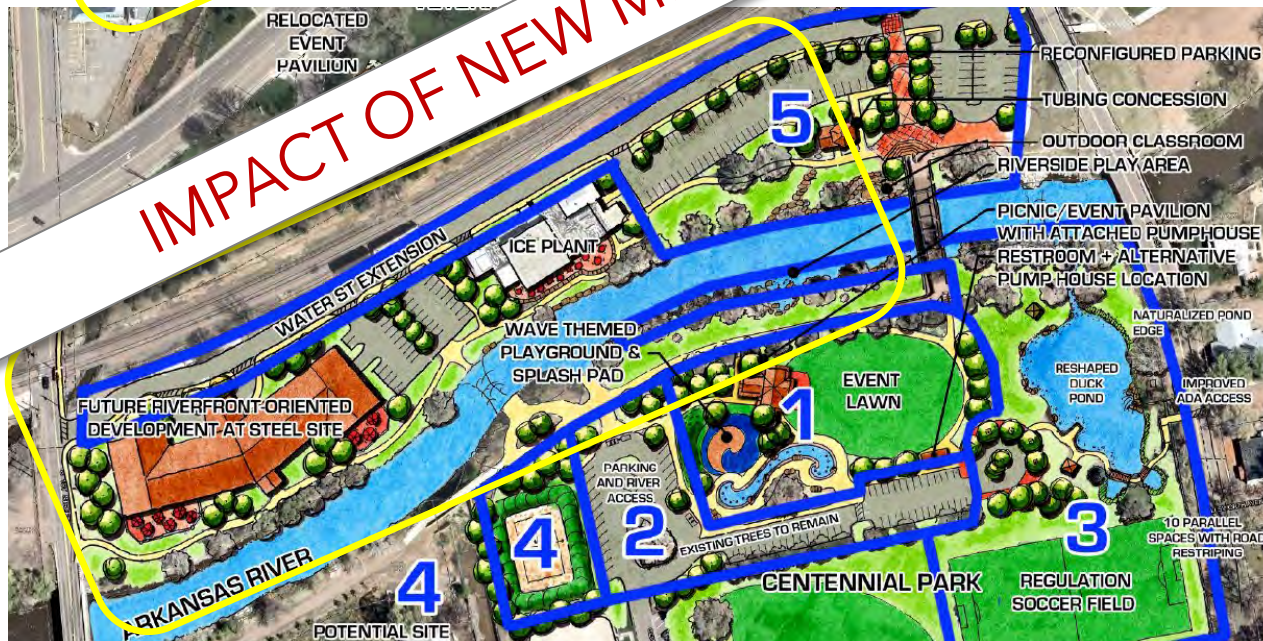 RELOCATED
EVENT
PAVILION
IMPACT OF NEW
RECONFIGURED PARKING
5
TUBING CONCESSION
OUTDOOR CLASSROOM
RIVERSIDE PLAY AREA
PICNIC/EVENT PAVILION
WITH ATTACHED PUMPHOUSE
RESTROOM + ALTERNATIVE
PUMP HOUSE LOCATION
ICE PLANT
WATER ST EXTENSION
NATURALIZED POND
EDGE
WAVE THEMED
PLAYGROUND &
SPLASH PAD
EVENT
LAWN
1
RESHAPED
DUCK
POND
IMPROVED
ADA ACCESS
FUTURE RIVERFRONT-ORIENTED
DEVELOPMENT AT STEEL SITE
PARKING
AND RIVER
ACCESS
2
4
EXISTING TREES TO REMAIN
3
10 PARALLEL
SPACES WITH ROAD
RESTRIPING
ARKANSAS RIVER
4
POTENTIAL SITE
CENTENNIAL PARK
REGULATION
SOCCER FIELD